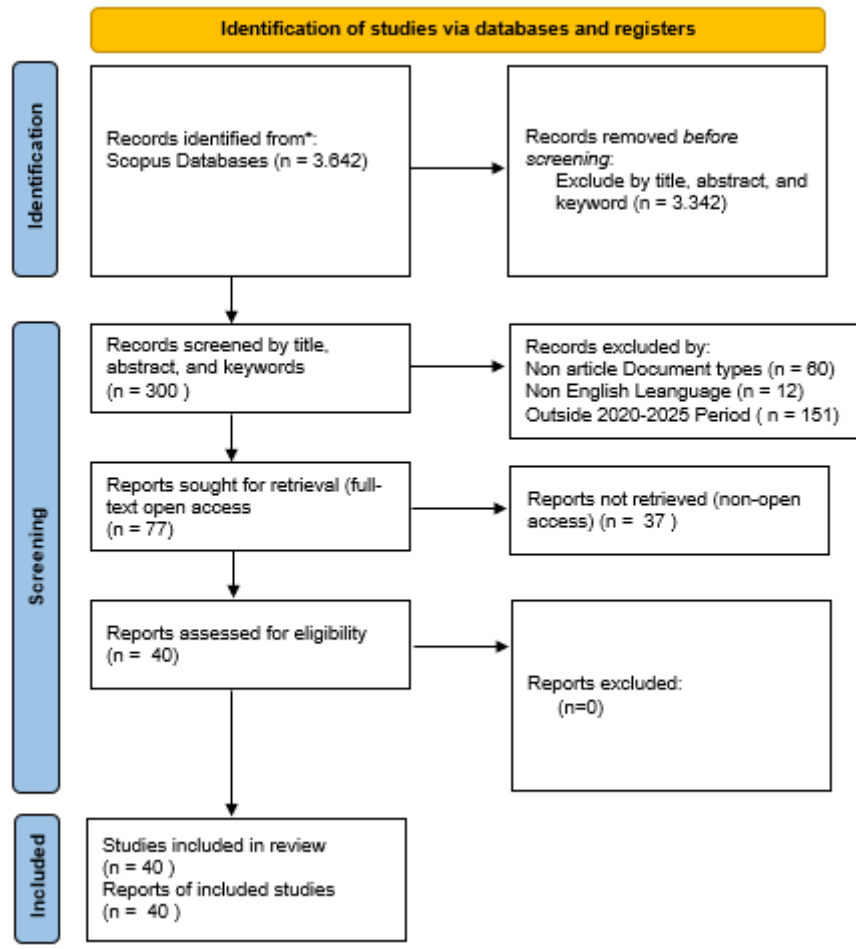 Identification of studies via databases and registers
Identification
Records identified from*:
Scopus Databases (n = 3.642)
Records removed before
screening:
Exclude by title, abstract, and
keyword (n = 3.342)
Screening
Records screened by title,
abstract, and keywords
(n = 300 )
Records excluded by:
Non article Document types (n = 60)
Non English Leanguage (n = 12)
Outside 2020-2025 Period ( n = 151)
Reports sought for retrieval (full-
text open access
(n = 77)
Reports not retrieved (non-open
access) (n = 37 )
Reports assessed for eligibility
(n = 40)
Reports excluded:
(n=0)
Included
Studies included in review
(n = 40 )
Reports of included studies
(n = 40 )